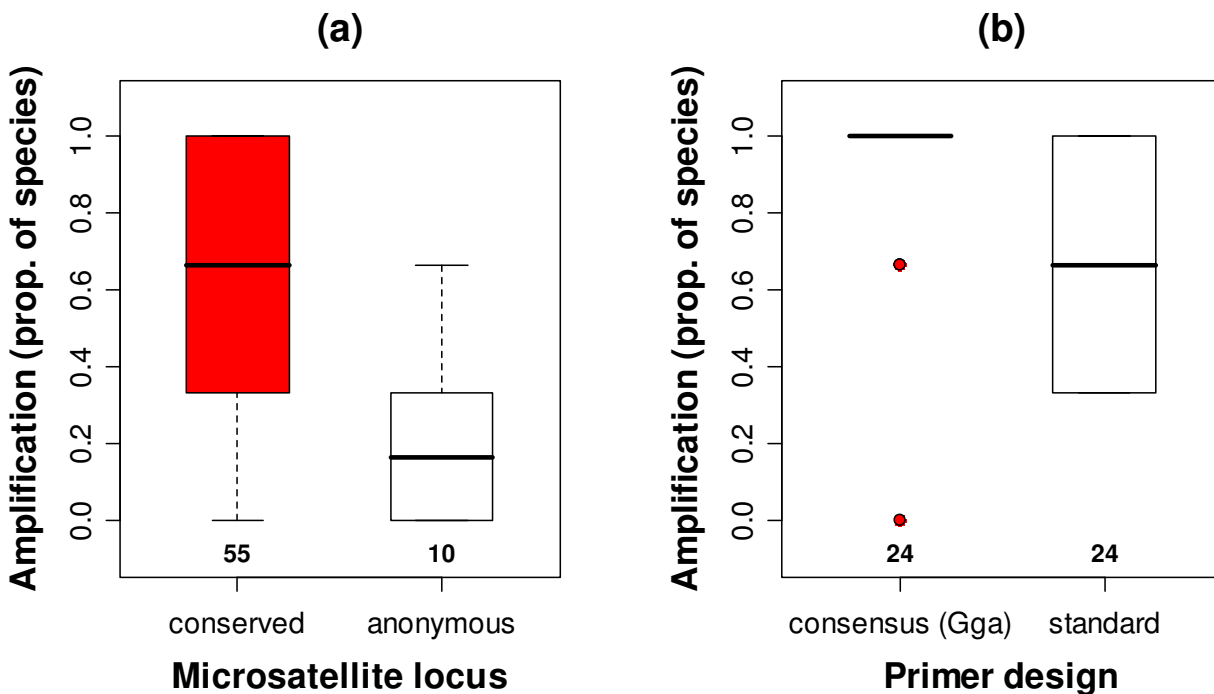 (a)
Amplification (prop. of species)
1.0
0.8
0.6
0.4
0.2
0.0
55
10
conserved
anonymous
Microsatellite locus
(b)
Amplification (prop. of species)
1.0
0.8
0.6
0.4
0.2
0.0
24
24
consensus (Gga)
standard
Primer design